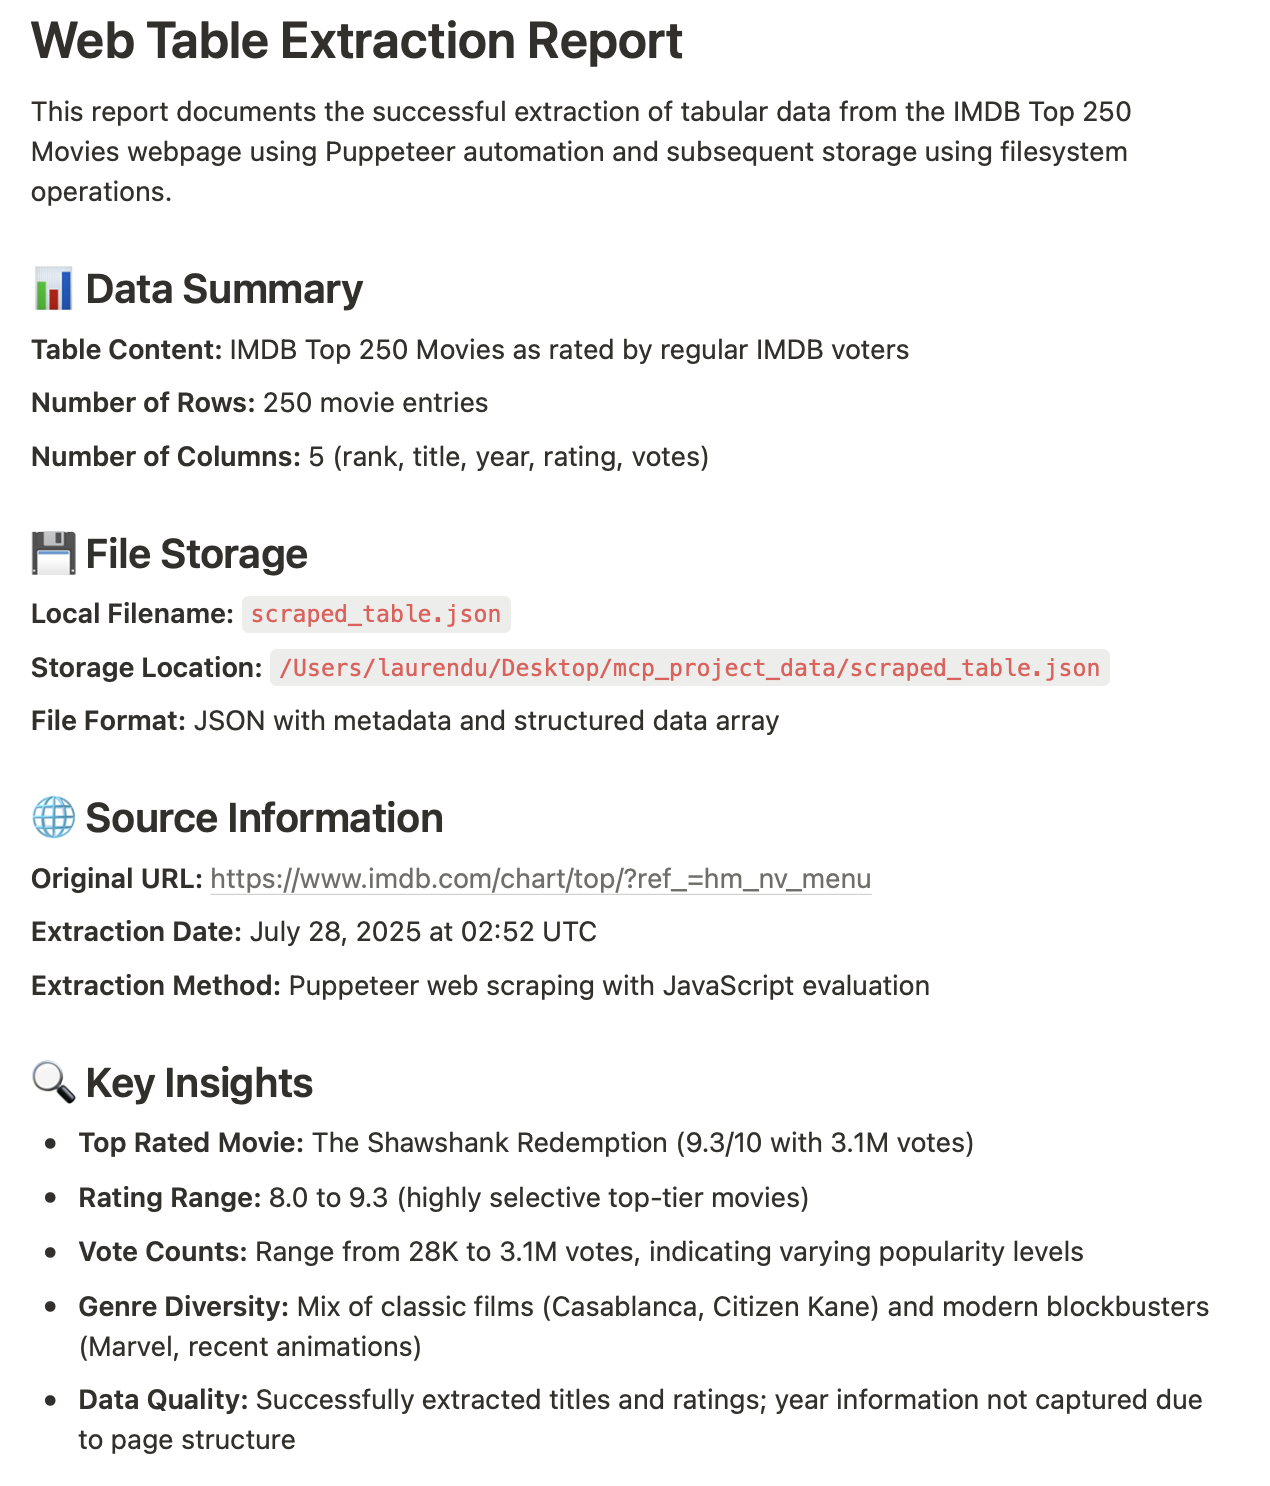 Web Table Extraction Report
This report documents the successful extraction of tabular data from the IMDB Top 250
Movies webpage using Puppeteer automation and subsequent storage using filesystem
operations.
📊 Data Summary
Table Content: IMDB Top 250 Movies as rated by regular IMDB voters
Number of Rows: 250 movie entries
Number of Columns: 5 (rank, title, year, rating, votes)
💾 File Storage
Local Filename: scraped_table.json
Storage Location: /Users/laurendu/Desktop/mcp_project_data/scraped_table.json
File Format: JSON with metadata and structured data array
🌐 Source Information
Original URL: https://www.imdb.com/chart/top/?ref_=hm_nv_menu
Extraction Date: July 28, 2025 at 02:52 UTC
Extraction Method: Puppeteer web scraping with JavaScript evaluation
🔍 Key Insights
• Top Rated Movie: The Shawshank Redemption (9.3/10 with 3.1M votes)
• Rating Range: 8.0 to 9.3 (highly selective top-tier movies)
• Vote Counts: Range from 28K to 3.1M votes, indicating varying popularity levels
• Genre Diversity: Mix of classic films (Casablanca, Citizen Kane) and modern blockbusters
(Marvel, recent animations)
• Data Quality: Successfully extracted titles and ratings; year information not captured due
to page structure